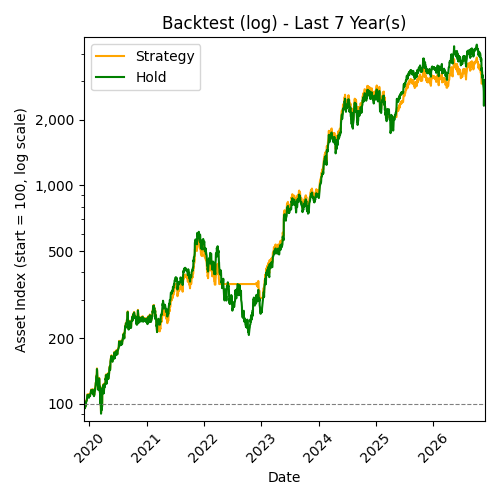 Backtest (log) - Last 7 Year(s)
Strategy
Hold
Asset Index (start = 100, log scale)
2,000
1,000
500
200
100
2020
2021
2022
2023
2024
2025
2026
Date